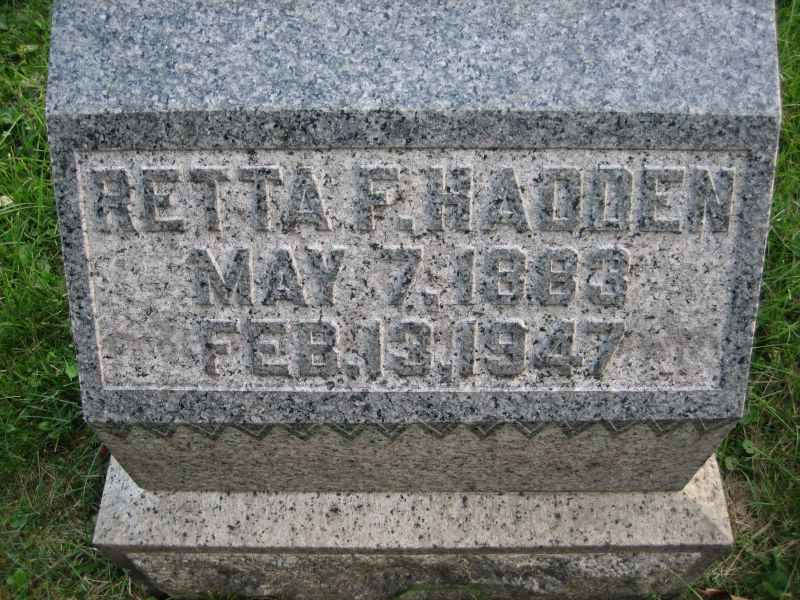 RETTA F. HADDEN
MAY 7, 1883
FEB. 13, 1947